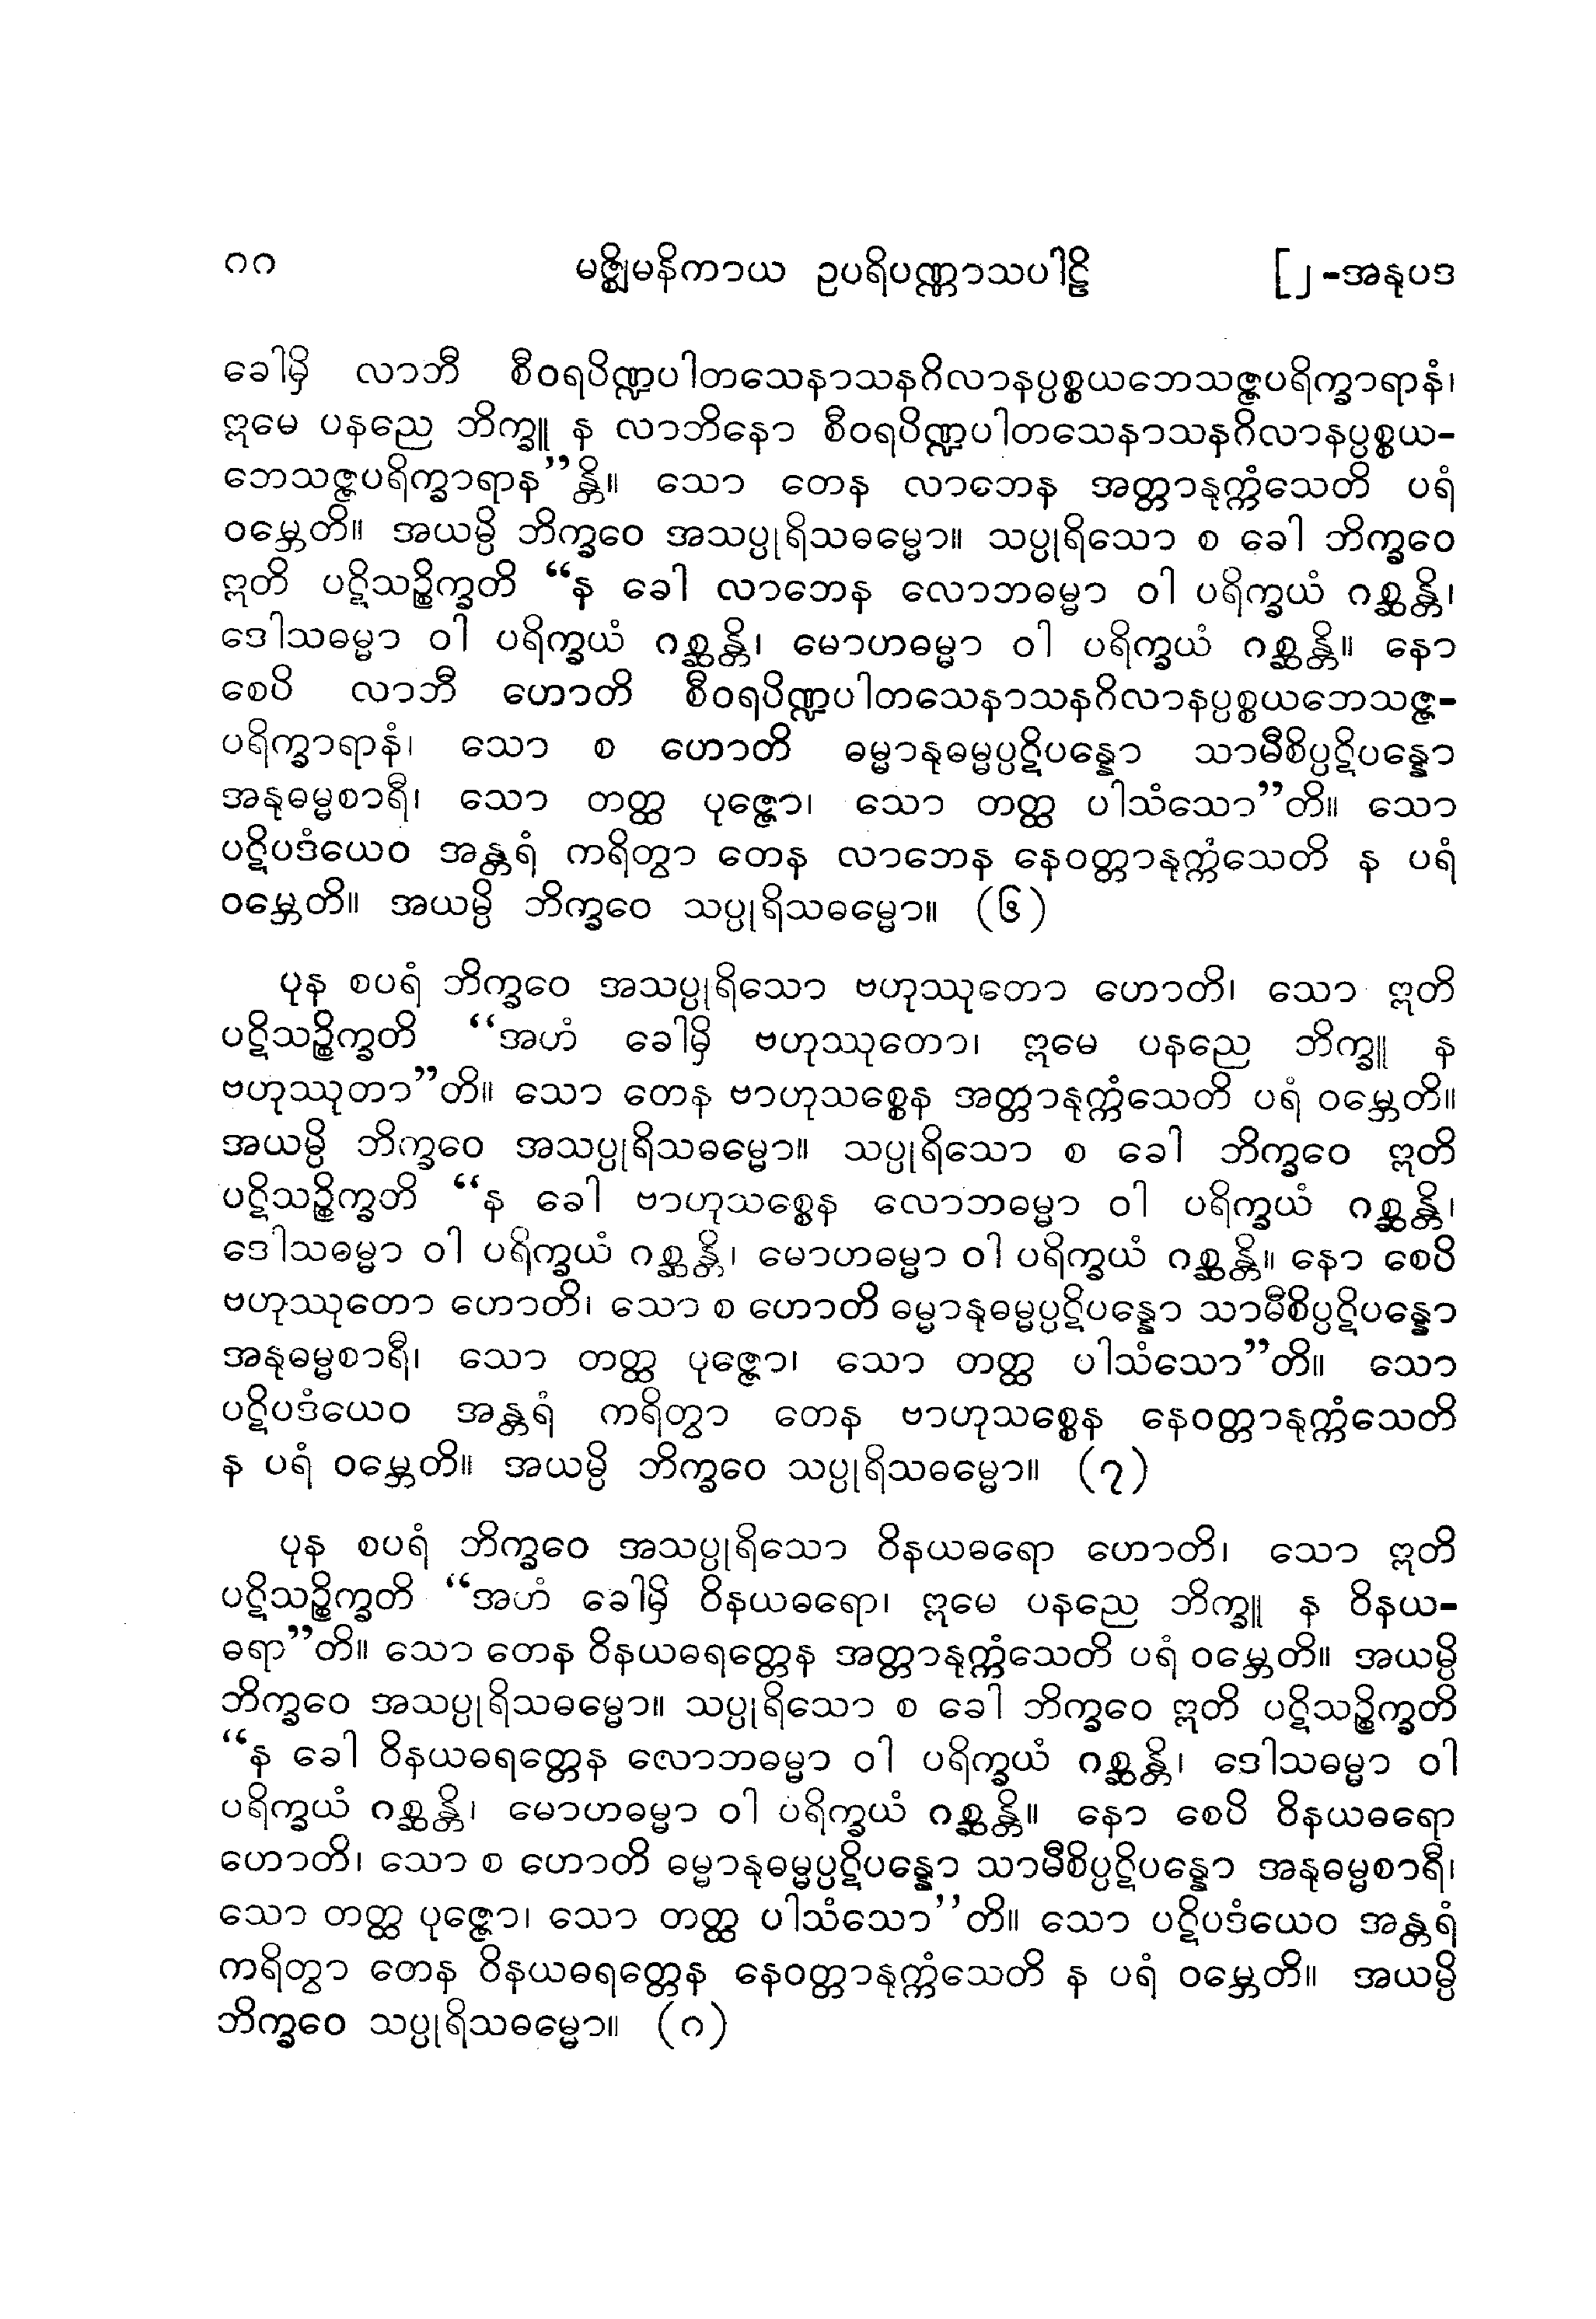 ၈၈ မဇ္ဈိမနိကာယ ဥပရိပဏ္ဏာသပါဠိ [၂-အနုပဒ
ခေါမှိ လာဘီ စီဝရပိဏ္ဍပါတသေနာသနဂိလာနပ္ပစ္စယဘေသဇ္ဇပရိက္ခာရာနံ၊
ဣမေ ပနညေ ဘိက္ခူ န လာဘိနော စီဝရပိဏ္ဍပါတသေနာသနဂိလာနပ္ပစ္စယ-
ဘေသဇ္ဇပရိက္ခာရာန”န္တိ။ သော တေန လာဘေန အတ္တာနုက္ကံသေတိ ပရံ
ဝမ္ဘေတိ။ အယမ္ပိ ဘိက္ခဝေ အသပ္ပုရိသဓမ္မော။ သပ္ပုရိသော စ ခေါ ဘိက္ခဝေ
ဣတိ ပဋိသဉ္စိက္ခတိ “န ခေါ လာဘေန လောဘဓမ္မာ ဝါ ပရိက္ခယံ ဂစ္ဆန္တိ၊
ဒေါသဓမ္မာ ဝါ ပရိက္ခယံ ဂစ္ဆန္တိ၊ မောဟဓမ္မာ ဝါ ပရိက္ခယံ ဂစ္ဆန္တိ။ နော
စေပိ လာဘီ ဟောတိ စီဝရပိဏ္ဍပါတသေနာသနဂိလာနပ္ပစ္စယဘေသဇ္ဇ-
ပရိက္ခာရာနံ၊ သော စ ဟောတိ ဓမ္မာနုဓမ္မပ္ပဋိပန္နော သာမီစိပ္ပဋိပန္နော
အနုဓမ္မစာရီ၊ သော တတ္ထ ပုဇ္ဇော၊ သော တတ္ထ ပါသံသော”တိ။ သော
ပဋိပဒံယေဝ အန္တရံ ကရိတွာ တေန လာဘေန နေဝတ္တာနုက္ကံသေတိ န ပရံ
ဝမ္ဘေတိ။ အယမ္ပိ ဘိက္ခဝေ သပ္ပုရိသဓမ္မော။ (၆)
ပုန စပရံ ဘိက္ခဝေ အသပ္ပုရိသော ဗဟုဿုတော ဟောတိ၊ သော ဣတိ
ပဋိသဉ္စိက္ခတိ “အဟံ ခေါမှိ ဗဟုဿုတော၊ ဣမေ ပနညေ ဘိက္ခူ န
ဗဟုဿုတာ”တိ။ သော တေန ဗာဟုသစ္စေန အတ္တာနုက္ကံသေတိ ပရံ ဝမ္ဘေတိ။
အယမ္ပိ ဘိက္ခဝေ အသပ္ပုရိသဓမ္မော။ သပ္ပုရိသော စ ခေါ ဘိက္ခဝေ ဣတိ
ပဋိသဉ္စိက္ခတိ “န ခေါ ဗာဟုသစ္စေန လောဘဓမ္မာ ဝါ ပရိက္ခယံ ဂစ္ဆန္တိ၊
ဒေါသဓမ္မာ ဝါ ပရိက္ခယံ ဂစ္ဆန္တိ၊ မောဟဓမ္မာ ဝါ ပရိက္ခယံ ဂစ္ဆန္တိ။ နော စေပိ
ဗဟုဿုတော ဟောတိ၊ သော စ ဟောတိ ဓမ္မာနုဓမ္မပ္ပဋိပန္နော သာမီစိပ္ပဋိပန္နော
အနုဓမ္မစာရီ၊ သော တတ္ထ ပုဇ္ဇော၊ သော တတ္ထ ပါသံသော”တိ။ သော
ပဋိပဒံယေဝ အန္တရံ ကရိတွာ တေန ဗာဟုသစ္စေန နေဝတ္တာနုက္ကံသေတိ
န ပရံ ဝမ္ဘေတိ။ အယမ္ပိ ဘိက္ခဝေ သပ္ပုရိသဓမ္မော။ (၇)
ပုန စပရံ ဘိက္ခဝေ အသပ္ပုရိသော ဝိနယဓရော ဟောတိ၊ သော ဣတိ
ပဋိသဉ္စိက္ခတိ “အဟံ ခေါမှိ ဝိနယဓရော၊ ဣမေ ပနညေ ဘိက္ခူ န ဝိနယ-
ဓရာ”တိ။ သော တေန ဝိနယဓရတ္တေန အတ္တာနုက္ကံသေတိ ပရံ ဝမ္ဘေတိ။ အယမ္ပိ
ဘိက္ခဝေ အသပ္ပုရိသဓမ္မော။ သပ္ပုရိသော စ ခေါ ဘိက္ခဝေ ဣတိ ပဋိသဉ္စိက္ခတိ
“န ခေါ ဝိနယဓရတ္တေန လောဘဓမ္မာ ဝါ ပရိက္ခယံ ဂစ္ဆန္တိ၊ ဒေါသဓမ္မာ ဝါ
ပရိက္ခယံ ဂစ္ဆန္တိ၊ မောဟဓမ္မာ ဝါ ပရိက္ခယံ ဂစ္ဆန္တိ။ နော စေပိ ဝိနယဓရော
ဟောတိ၊ သော စ ဟောတိ ဓမ္မာနုဓမ္မပ္ပဋိပန္နော သာမီစိပ္ပဋိပန္နော အနုဓမ္မစာရီ၊
သော တတ္ထ ပုဇ္ဇော၊ သော တတ္ထ ပါသံသော”တိ။ သော ပဋိပဒံယေဝ အန္တရံ
ကရိတွာ တေန ဝိနယဓရတ္တေန နေဝတ္တာနုက္ကံသေတိ န ပရံ ဝမ္ဘေတိ။ အယမ္ပိ
ဘိက္ခဝေ သပ္ပုရိသဓမ္မော။ (၈)